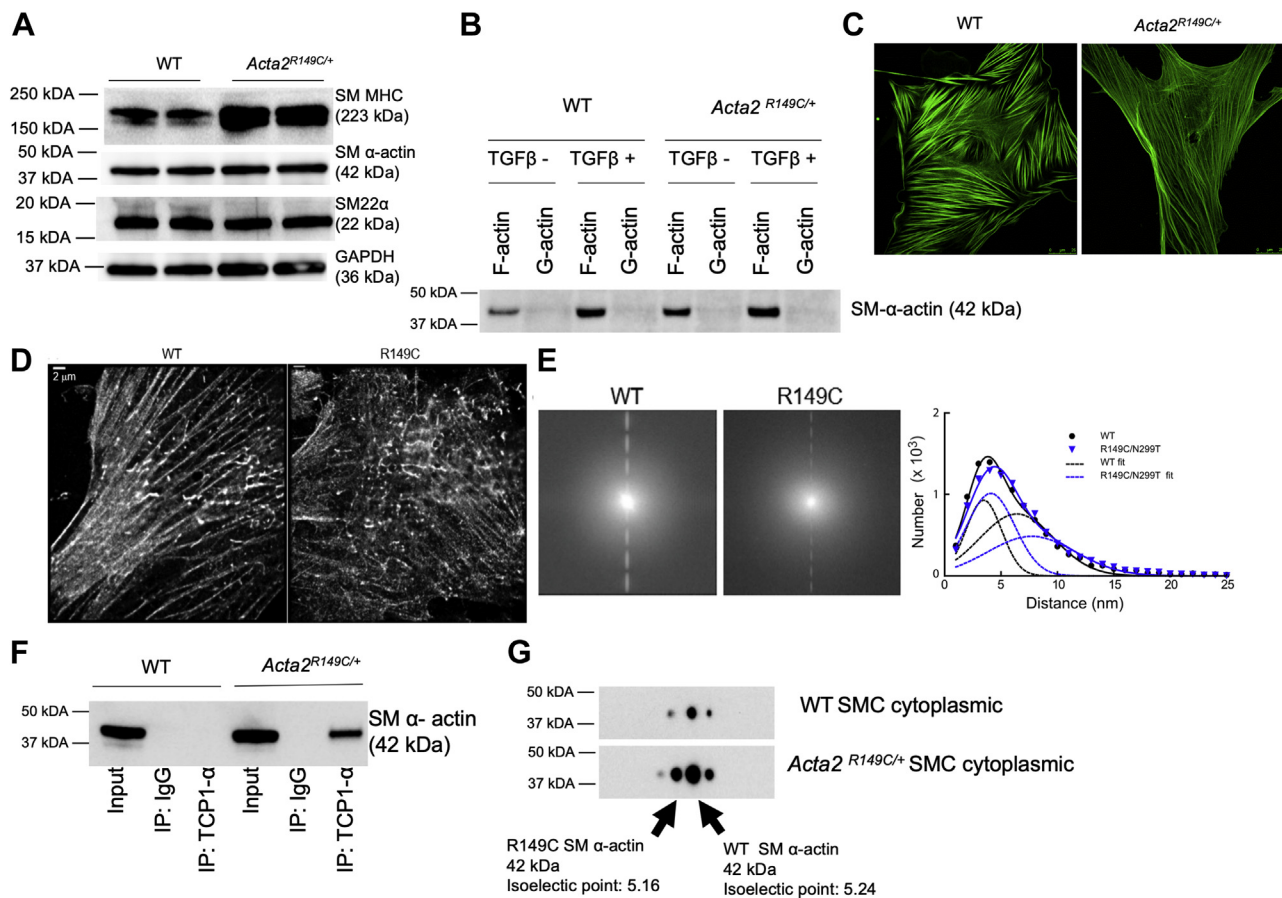 A
WT
Acta2R149C/+
250 kDA
150 kDA
50 kDA
37 kDA
20 kDA
15 kDA
37 kDA
SM MHC
(223 kDa)
SM α-actin
(42 kDa)
SM22α
(22 kDa)
GAPDH
(36 kDa)
B
WT
Acta2 R149C/+
TGFβ -
TGFβ +
TGFβ -
TGFβ +
F-actin
G-actin
F-actin
G-actin
F-actin
G-actin
F-actin
G-actin
50 kDA
37 kDA
SM-α-actin (42 kDa)
C
WT
Acta2R149C/+
D
WT
R149C
2 μm
E
WT
R149C
2
1
0
Number (x 10³)
0
5
10
15
20
25
Distance (nm)
WT
R149C/N299T
WT fit
R149C/N299T fit
F
WT
Acta2R149C/+
50 kDA
37 kDA
SM α- actin
(42 kDa)
Input
IP: IgG
IP: TCP1-α
Input
IP: IgG
IP: TCP1-α
G
50 kDA
37 kDA
WT SMC cytoplasmic
50 kDA
37 kDA
Acta2 R149C/+ SMC cytoplasmic
R149C SM α-actin
42 kDa
Isoelectic point: 5.16
WT SM α-actin
42 kDa
Isoelectic point: 5.24